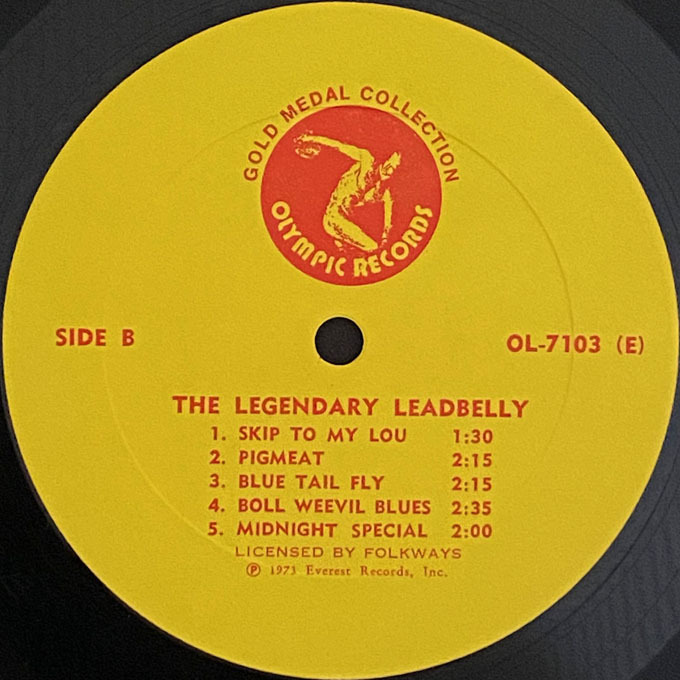 GOLD MEDAL COLLECTION
OLYMPIC RECORDS
SIDE B
OL-7103 (E)
THE LEGENDARY LEADBELLY
1. SKIP TO MY LOU 1:30
2. PIGMEAT 2:15
3. BLUE TAIL FLY 2:15
4. BOLL WEEVIL BLUES 2:35
5. MIDNIGHT SPECIAL 2:00
LICENSED BY FOLKWAYS
℗ 1973 Everest Records, Inc.